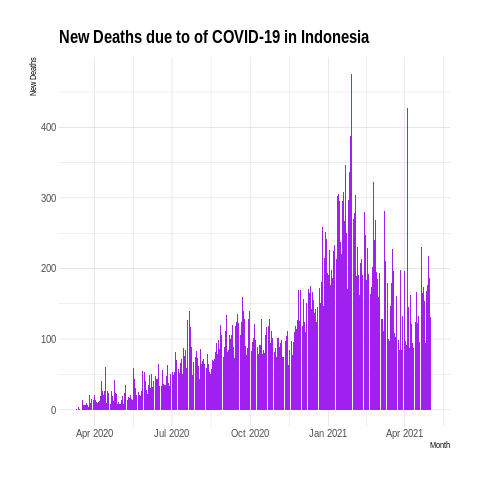 New Deaths due to of COVID-19 in Indonesia
New Deaths
400
300
200
100
0
Apr 2020 Jul 2020 Oct 2020 Jan 2021 Apr 2021
Month